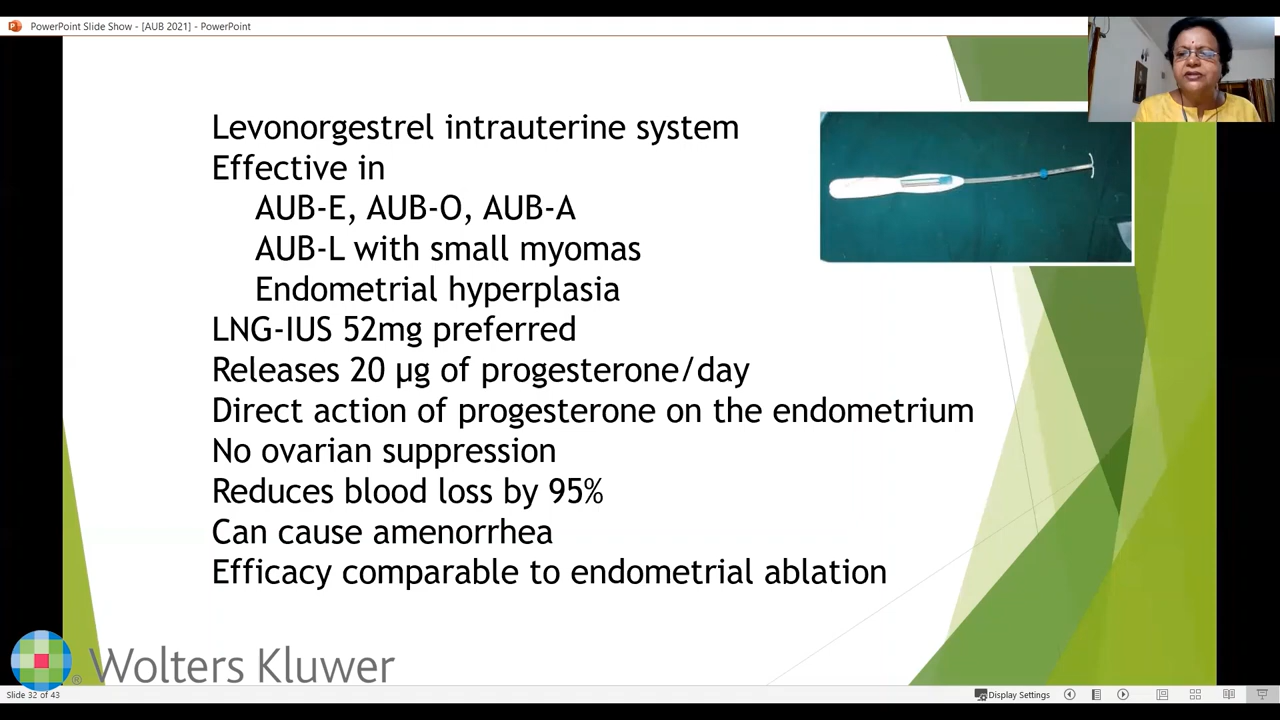 PowerPoint Slide Show - [AUB 2021] - PowerPoint
Levonorgestrel intrauterine system
Effective in
AUB-E, AUB-O, AUB-A
AUB-L with small myomas
Endometrial hyperplasia
LNG-IUS 52mg preferred
Releases 20 µg of progesterone/day
Direct action of progesterone on the endometrium
No ovarian suppression
Reduces blood loss by 95%
Can cause amenorrhea
Efficacy comparable to endometrial ablation
® Wolters Kluwer
Slide 32 of 43
Display Settings